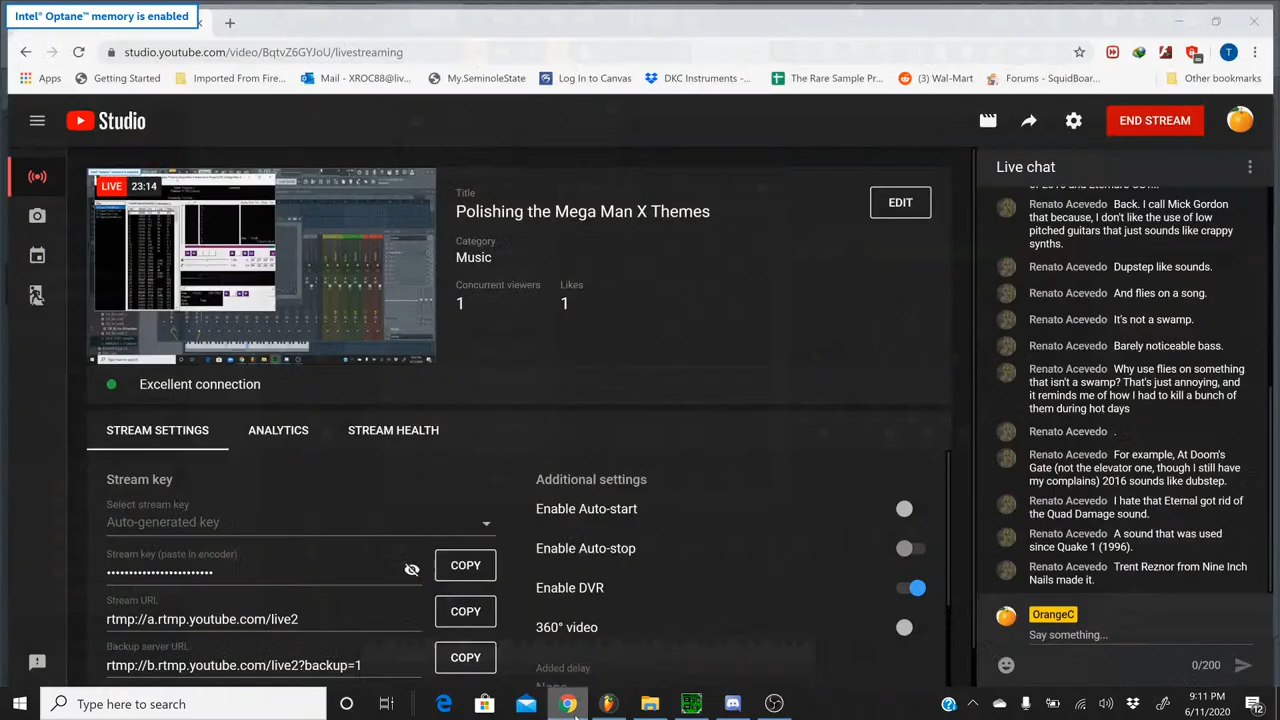 Intel® Optane™ memory is enabled
studio.youtube.com/video/BqtvZ6GYJoU/livestreaming
T
Apps
Getting Started
Imported From Fire...
Mail - XROC88@liv...
My.SeminoleState
Log In to Canvas
DKC Instruments -...
The Rare Sample Pr...
(3) Wal-Mart
Forums - SquidBoar...
Other bookmarks
Studio
END STREAM
LIVE 23:14
Title
Polishing the Mega Man X Themes
EDIT
Category
Music
Concurrent viewers
Likes
1
1
Excellent connection
STREAM SETTINGS
ANALYTICS
STREAM HEALTH
Stream key
Select stream key
Auto-generated key
Stream key (paste in encoder)
••••••••••••••••••••••••
COPY
Stream URL
rtmp://a.rtmp.youtube.com/live2
COPY
Backup server URL
rtmp://b.rtmp.youtube.com/live2?backup=1
COPY
Additional settings
Enable Auto-start
Enable Auto-stop
Enable DVR
360° video
Added delay
None
Live chat
Renato Acevedo Back. I call Mick Gordon
that because, I don't like the use of low
pitched guitars that just sounds like crappy
synths.
Renato Acevedo Dupstep like sounds.
Renato Acevedo And flies on a song.
Renato Acevedo It's not a swamp.
Renato Acevedo Barely noticeable bass.
Renato Acevedo Why use flies on something
that isn't a swamp? That's just annoying, and
it reminds me of how I had to kill a bunch of
them during hot days
Renato Acevedo .
Renato Acevedo For example, At Doom's
Gate (not the elevator one, though I still have
my complains) 2016 sounds like dubstep.
Renato Acevedo I hate that Eternal got rid of
the Quad Damage sound.
Renato Acevedo A sound that was used
since Quake 1 (1996).
Renato Acevedo Trent Reznor from Nine Inch
Nails made it.
OrangeC
Say something...
0/200
Type here to search
9:11 PM
6/11/2020
12